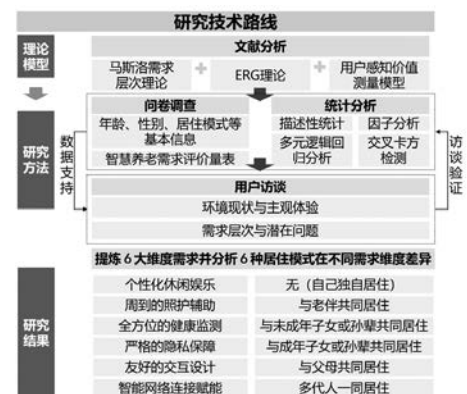 研究技术路线
理论
模型
文献分析
马斯洛需求
层次理论
+
ERG理论
+
用户感知价值
测量模型
研究
方法
数据支持
问卷调查
年龄、性别、居住模式等
基本信息
智慧养老需求评价量表
统计分析
描述性统计
因子分析
多元逻辑回
归分析
交叉卡方
检测
访谈验证
用户访谈
环境现状与主观体验
需求层次与潜在问题
研究
结果
提炼6大维度需求并分析6种居住模式在不同需求维度差异
个性化休闲娱乐
无（自己独自居住）
周到的照护辅助
与老伴共同居住
全方位的健康监测
与未成年子女或孙辈共同居住
严格的隐私保障
与成年子女或孙辈共同居住
友好的交互设计
与父母共同居住
智能网络连接赋能
多代人一同居住